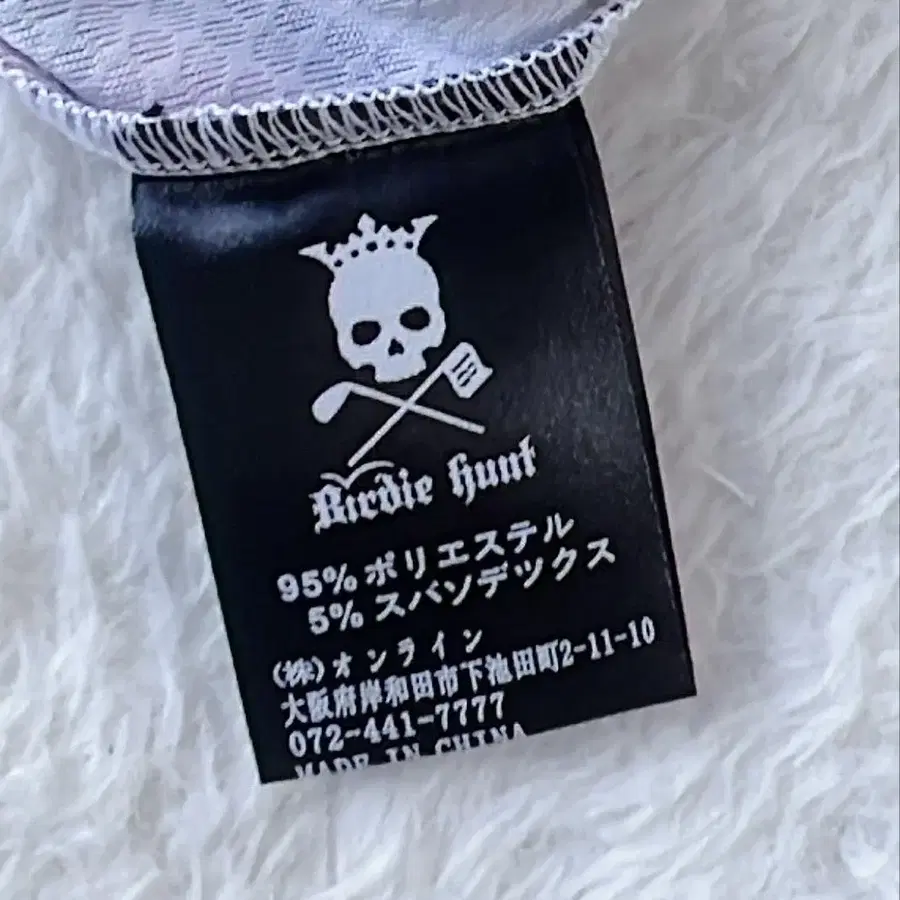 Birdie Hunt
95% ポリエステル
5% スパンデックス
(株)オンライン
大阪府岸和田市下池田町2-11-10
072-441-7777
MADE IN CHINA